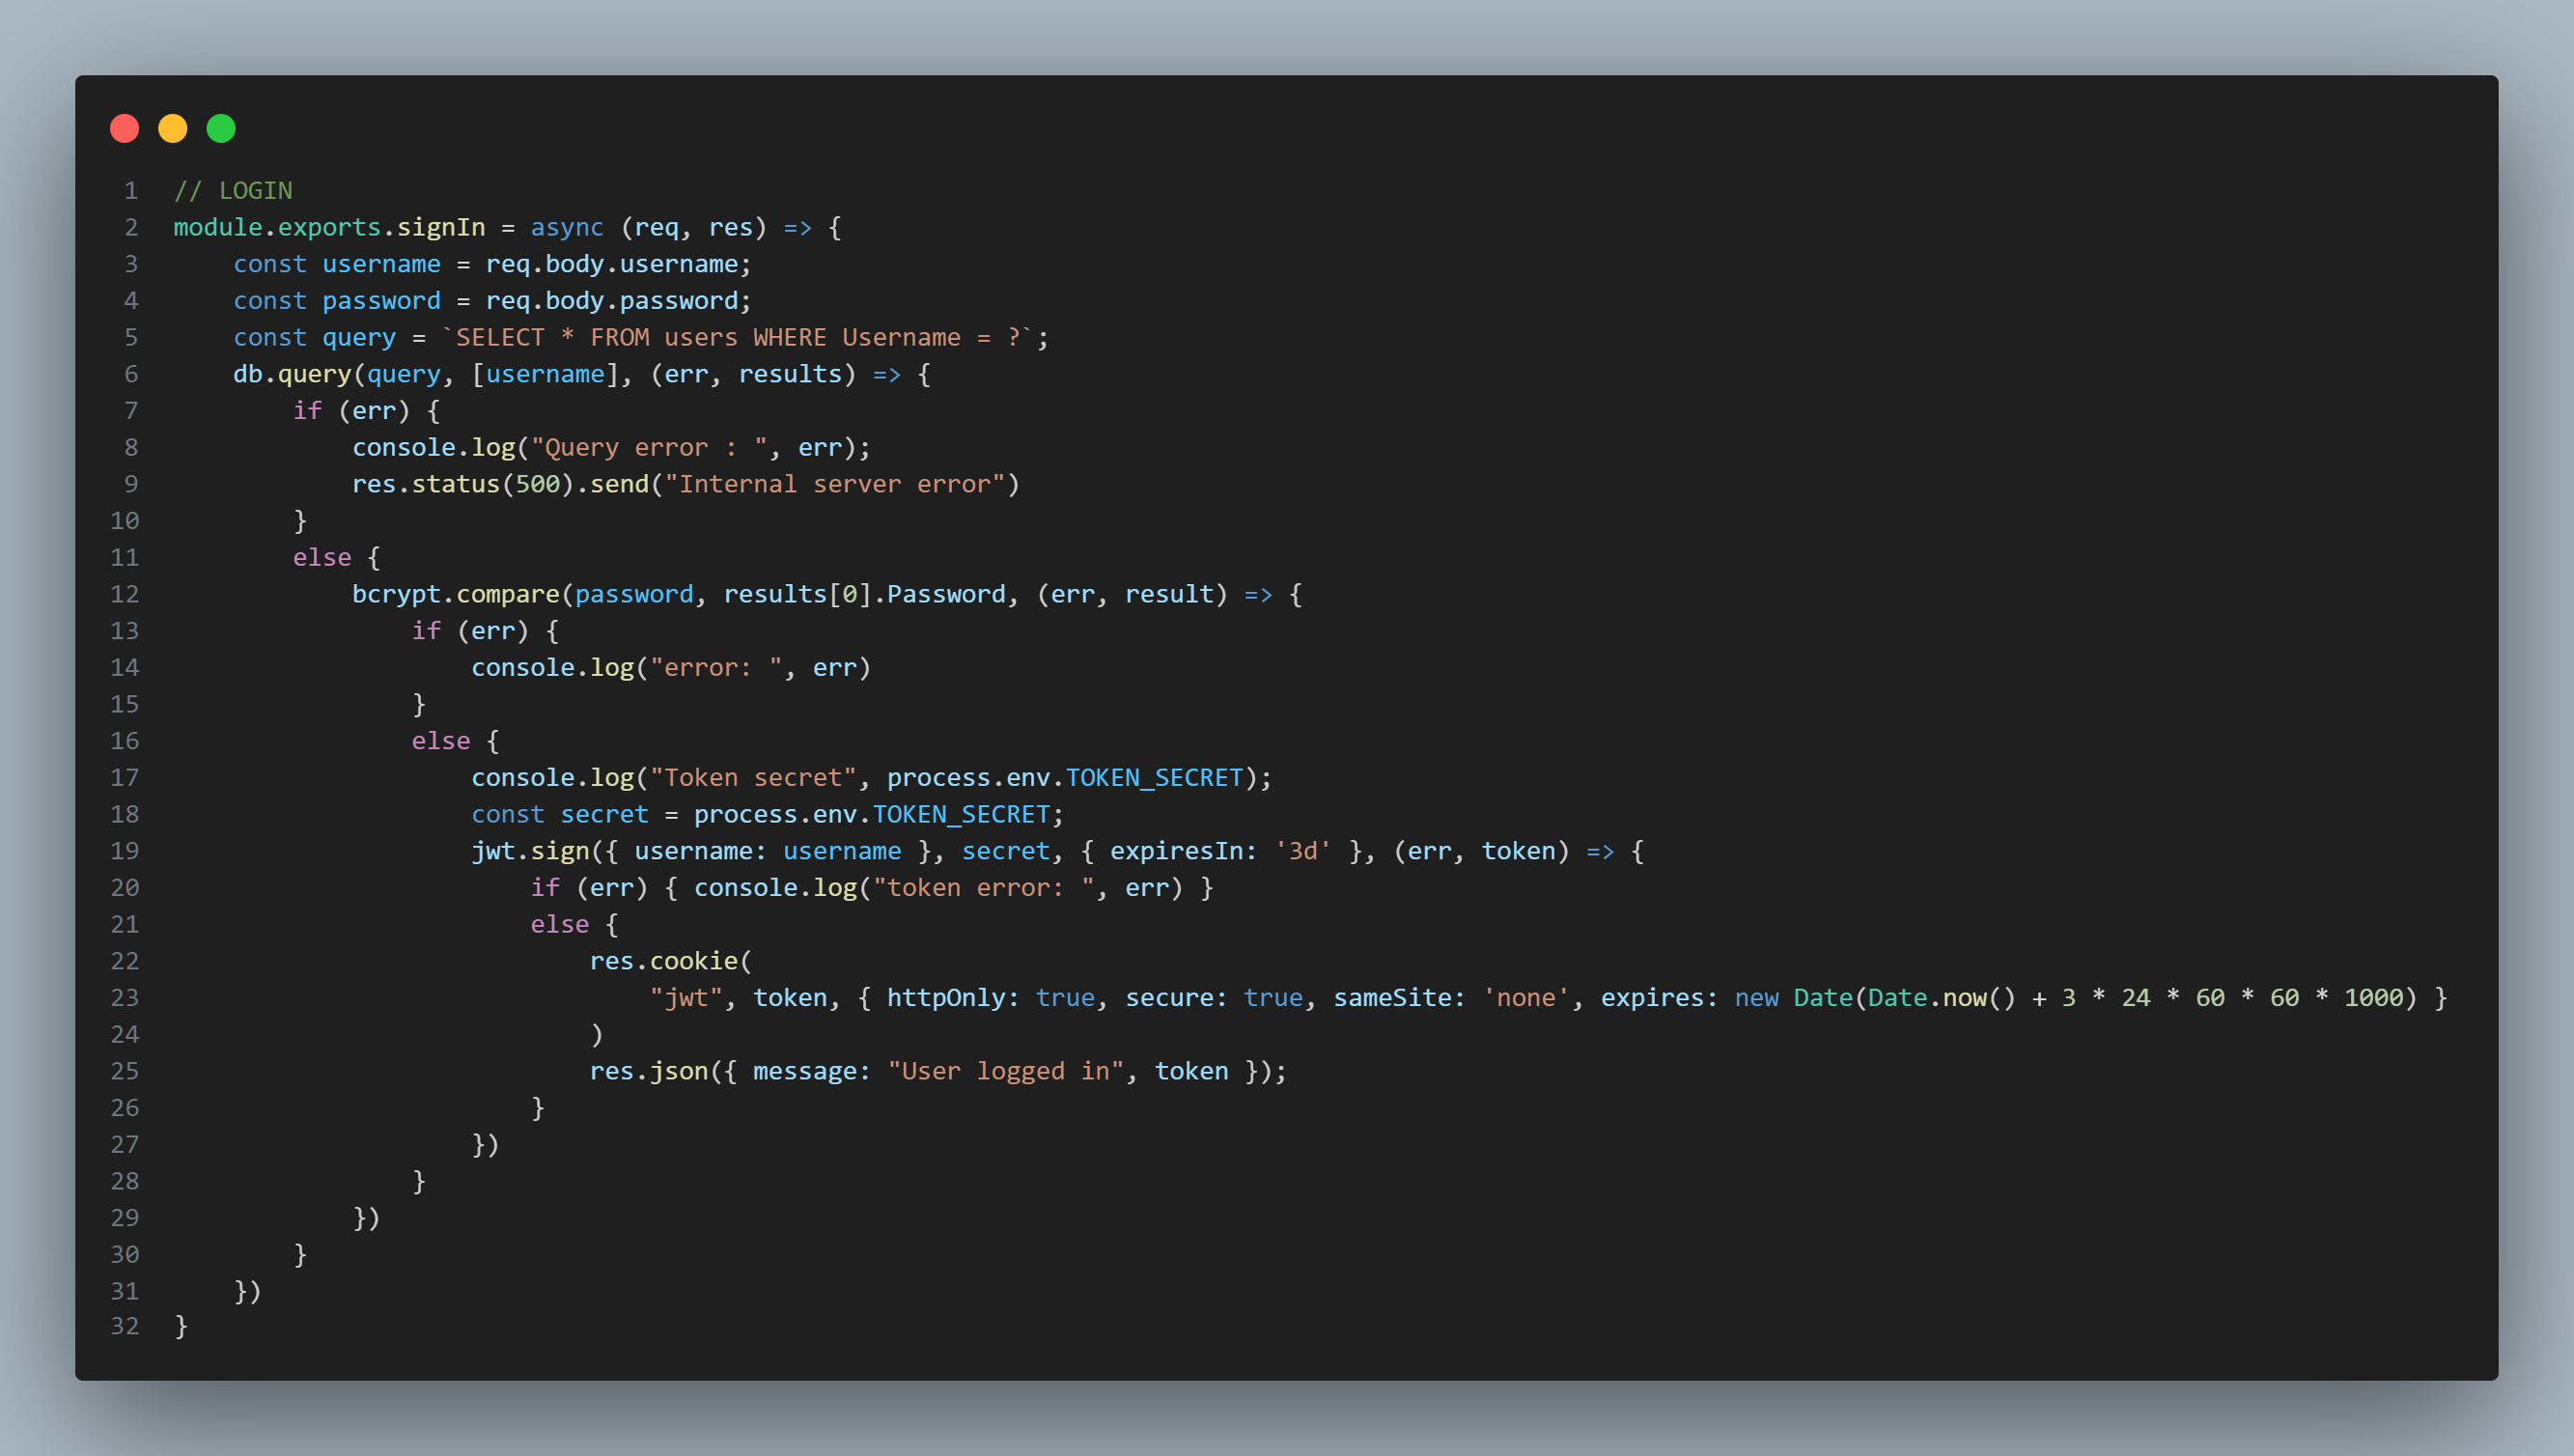 1 // LOGIN
2 module.exports.signIn = async (req, res) => {
3     const username = req.body.username;
4     const password = req.body.password;
5     const query = `SELECT * FROM users WHERE Username = ?`;
6     db.query(query, [username], (err, results) => {
7         if (err) {
8             console.log("Query error : ", err);
9             res.status(500).send("Internal server error")
10         }
11         else {
12             bcrypt.compare(password, results[0].Password, (err, result) => {
13                 if (err) {
14                     console.log("error: ", err)
15                 }
16                 else {
17                     console.log("Token secret", process.env.TOKEN_SECRET);
18                     const secret = process.env.TOKEN_SECRET;
19                     jwt.sign({ username: username }, secret, { expiresIn: '3d' }, (err, token) => {
20                         if (err) { console.log("token error: ", err) }
21                         else {
22                             res.cookie(
23                                 "jwt", token, { httpOnly: true, secure: true, sameSite: 'none', expires: new Date(Date.now() + 3 * 24 * 60 * 60 * 1000) }
24                             )
25                             res.json({ message: "User logged in", token });
26                         }
27                     })
28                 }
29             })
30         }
31     })
32 }